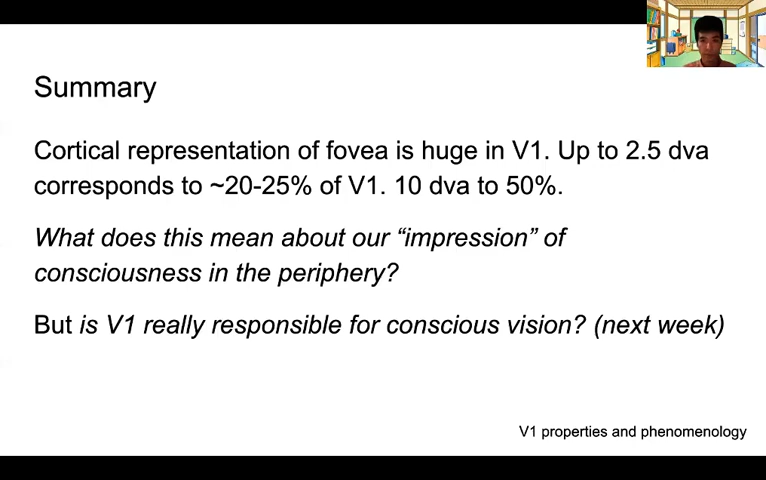 Summary
Cortical representation of fovea is huge in V1. Up to 2.5 dva
corresponds to ~20-25% of V1. 10 dva to 50%.
What does this mean about our “impression” of
consciousness in the periphery?
But is V1 really responsible for conscious vision? (next week)
V1 properties and phenomenology